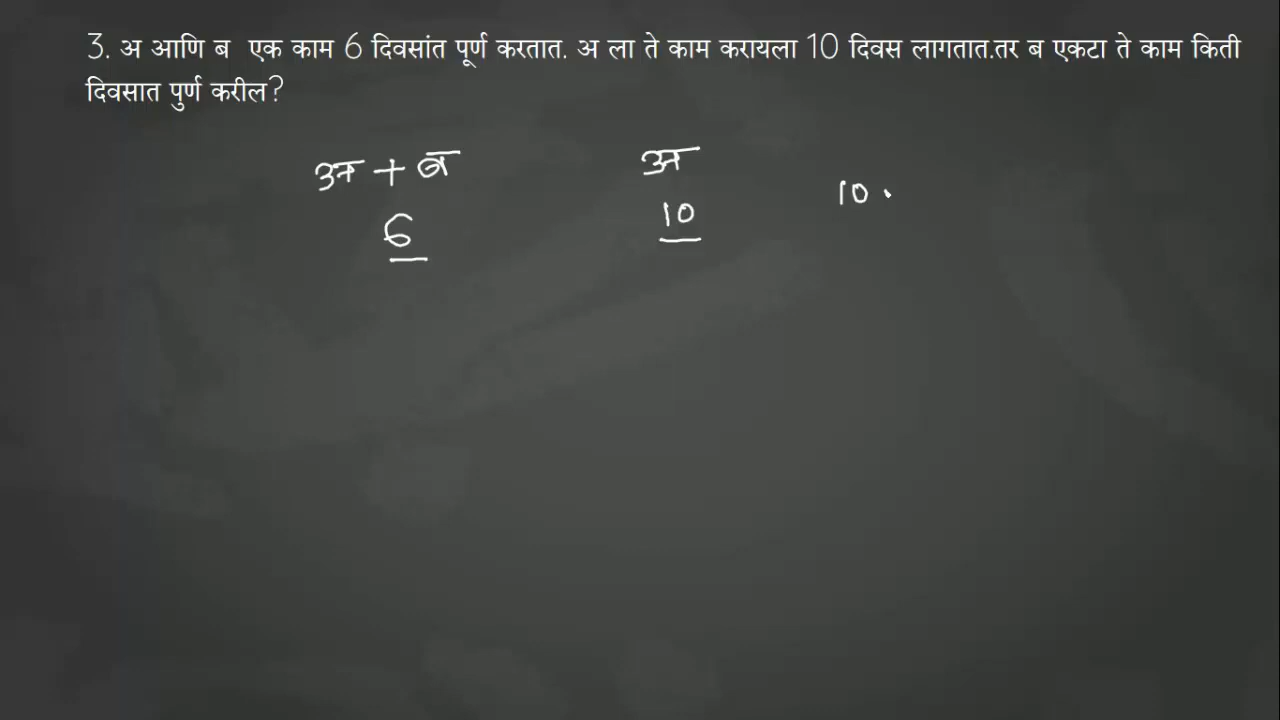 3. अ आणि ब एक काम 6 दिवसांत पूर्ण करतात. अ ला ते काम करायला 10 दिवस लागतात.तर ब एकटा ते काम किती
दिवसात पुर्ण करील?
अ + ब
अ
6
10
10 .